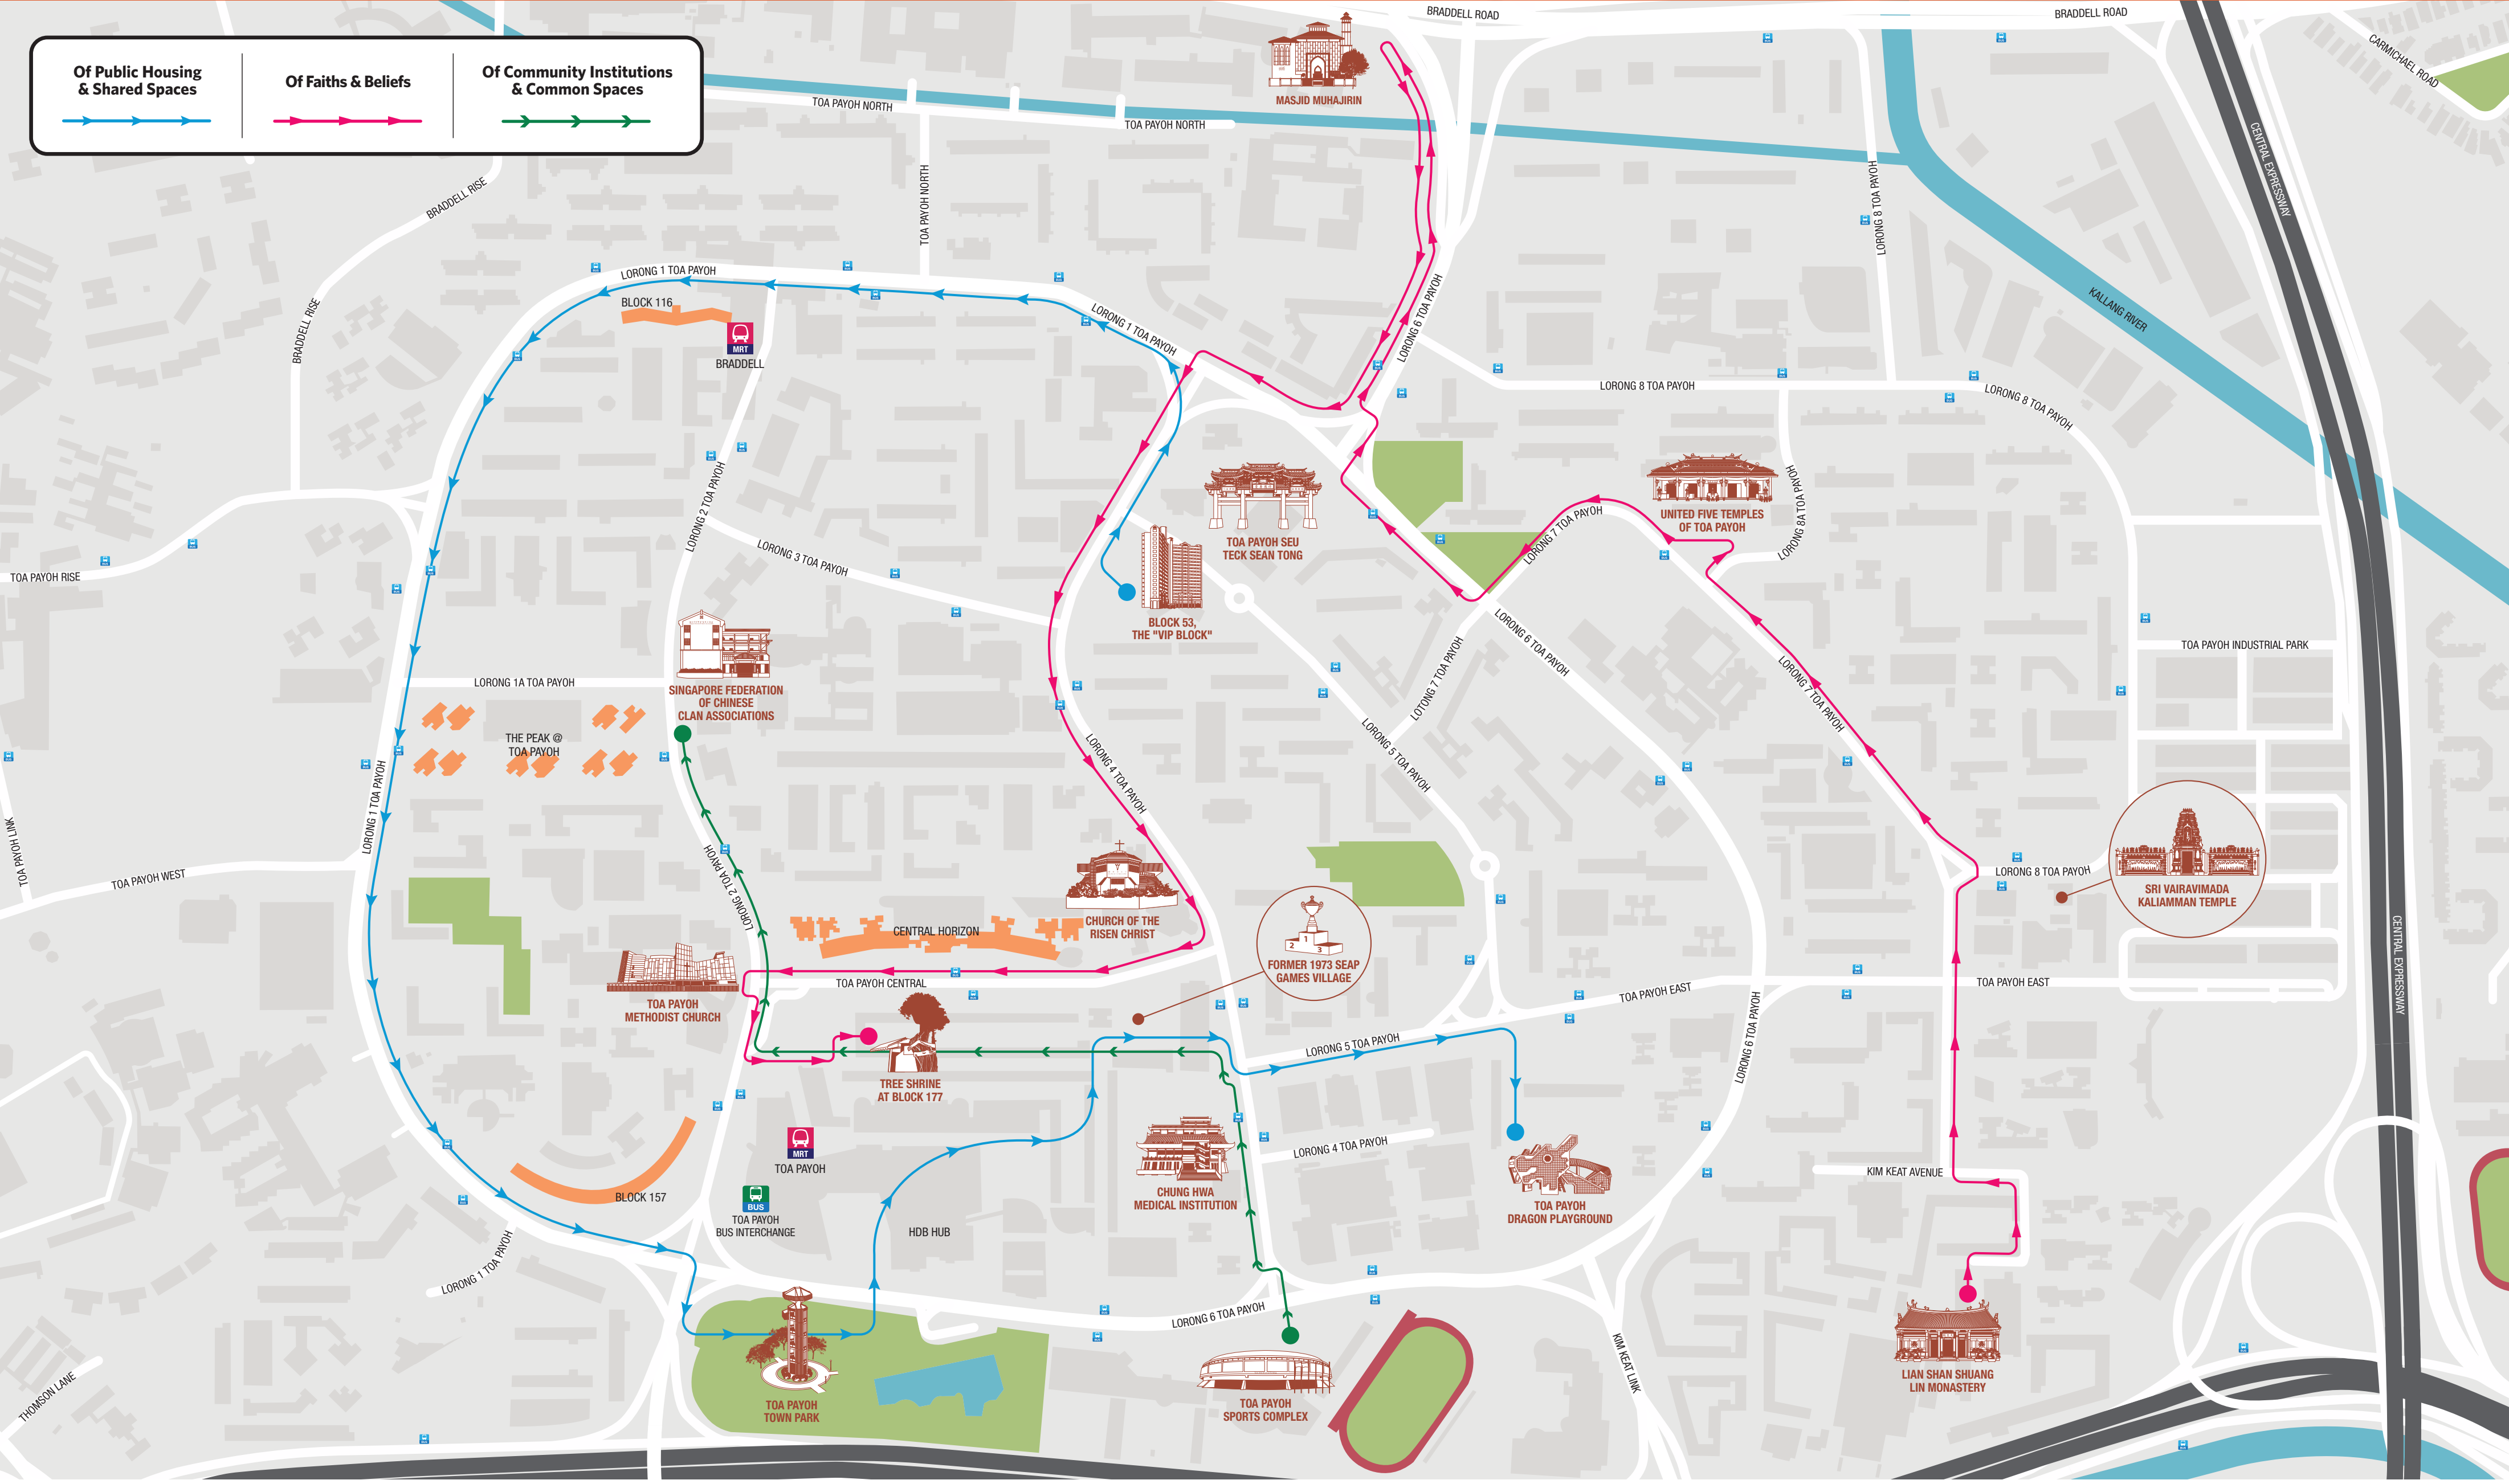 Of Public Housing
& Shared Spaces
Of Faiths & Beliefs
Of Community Institutions
& Common Spaces
BRADDELL ROAD
BRADDELL ROAD
CARMICHAEL ROAD
MASJID MUHAJIRIN
TOA PAYOH NORTH
TOA PAYOH NORTH
TOA PAYOH NORTH
CENTRAL EXPRESSWAY
BRADDELL RISE
BRADDELL RISE
LORONG 8 TOA PAYOH
KALLANG RIVER
LORONG 1 TOA PAYOH
BLOCK 116
MRT
BRADDELL
LORONG 1 TOA PAYOH
LORONG 6 TOA PAYOH
LORONG 8 TOA PAYOH
LORONG 8 TOA PAYOH
LORONG 8A TOA PAYOH
UNITED FIVE TEMPLES
OF TOA PAYOH
LORONG 7 TOA PAYOH
TOA PAYOH SEU
TECK SEAN TONG
LORONG 2 TOA PAYOH
LORONG 3 TOA PAYOH
TOA PAYOH RISE
BLOCK 53,
THE "VIP BLOCK"
LORONG 6 TOA PAYOH
LOTONG 7 TOA PAYOH
LORONG 7 TOA PAYOH
TOA PAYOH INDUSTRIAL PARK
LORONG 1A TOA PAYOH
SINGAPORE FEDERATION
OF CHINESE
CLAN ASSOCIATIONS
THE PEAK @
TOA PAYOH
LORONG 5 TOA PAYOH
LORONG 4 TOA PAYOH
LORONG 1 TOA PAYOH
TOA PAYOH LINK
TOA PAYOH WEST
LORONG 2 TOA PAYOH
LORONG 8 TOA PAYOH
SRI VAIRAVIMADA
KALIAMMAN TEMPLE
CHURCH OF THE
RISEN CHRIST
CENTRAL HORIZON
1
2
3
FORMER 1973 SEAP
GAMES VILLAGE
CENTRAL EXPRESSWAY
TOA PAYOH CENTRAL
TOA PAYOH
METHODIST CHURCH
TOA PAYOH EAST
TOA PAYOH EAST
LORONG 6 TOA PAYOH
LORONG 5 TOA PAYOH
TREE SHRINE
AT BLOCK 177
MRT
TOA PAYOH
LORONG 4 TOA PAYOH
KIM KEAT AVENUE
BLOCK 157
BUS
TOA PAYOH
BUS INTERCHANGE
HDB HUB
CHUNG HWA
MEDICAL INSTITUTION
TOA PAYOH
DRAGON PLAYGROUND
LORONG 1 TOA PAYOH
LORONG 6 TOA PAYOH
KIM KEAT LINK
LIAN SHAN SHUANG
LIN MONASTERY
THOMSON LANE
TOA PAYOH
TOWN PARK
TOA PAYOH
SPORTS COMPLEX